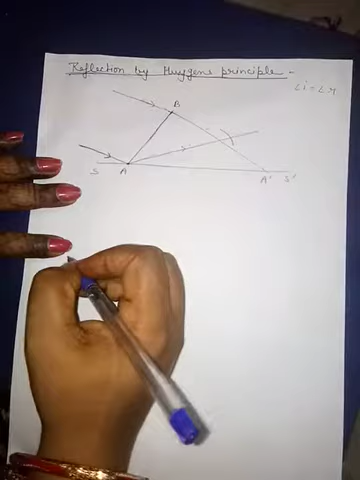 Reflection by Huygens principle -
∠i = ∠r
B
S A A' S'